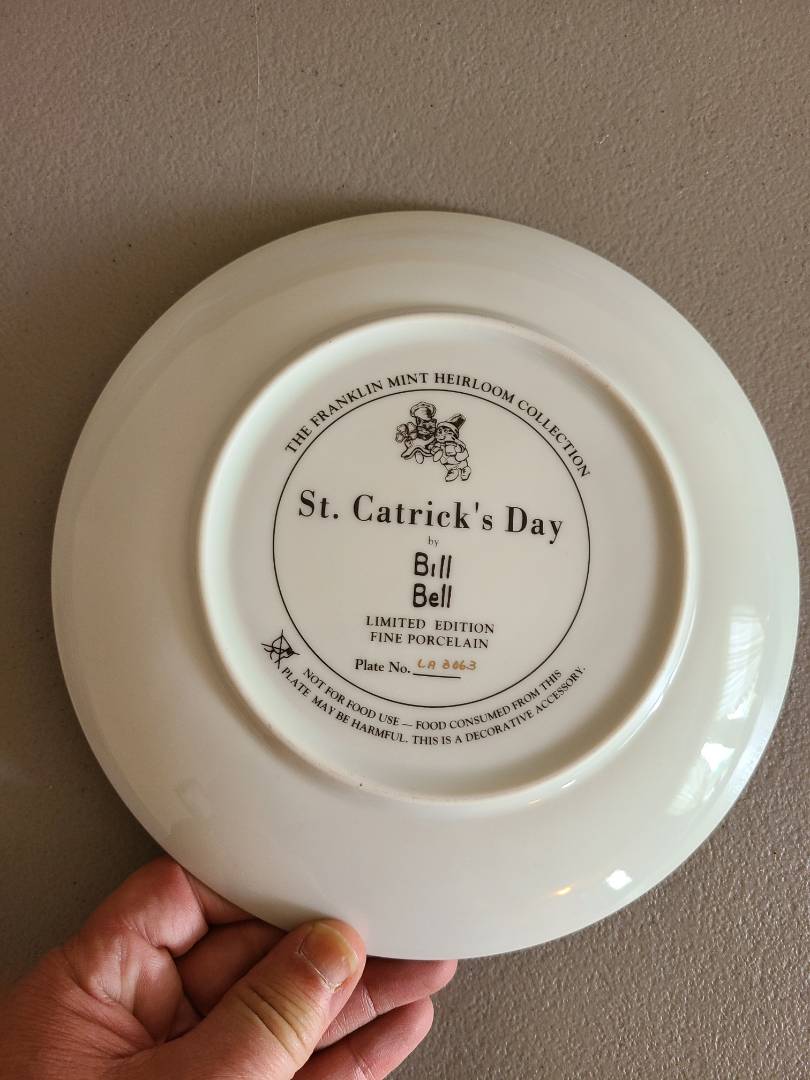 THE FRANKLIN MINT HEIRLOOM COLLECTION
St. Catrick's Day
by
Bill
Bell
LIMITED EDITION
FINE PORCELAIN
Plate No. LA 3063
NOT FOR FOOD USE — FOOD CONSUMED FROM THIS
PLATE MAY BE HARMFUL. THIS IS A DECORATIVE ACCESSORY.